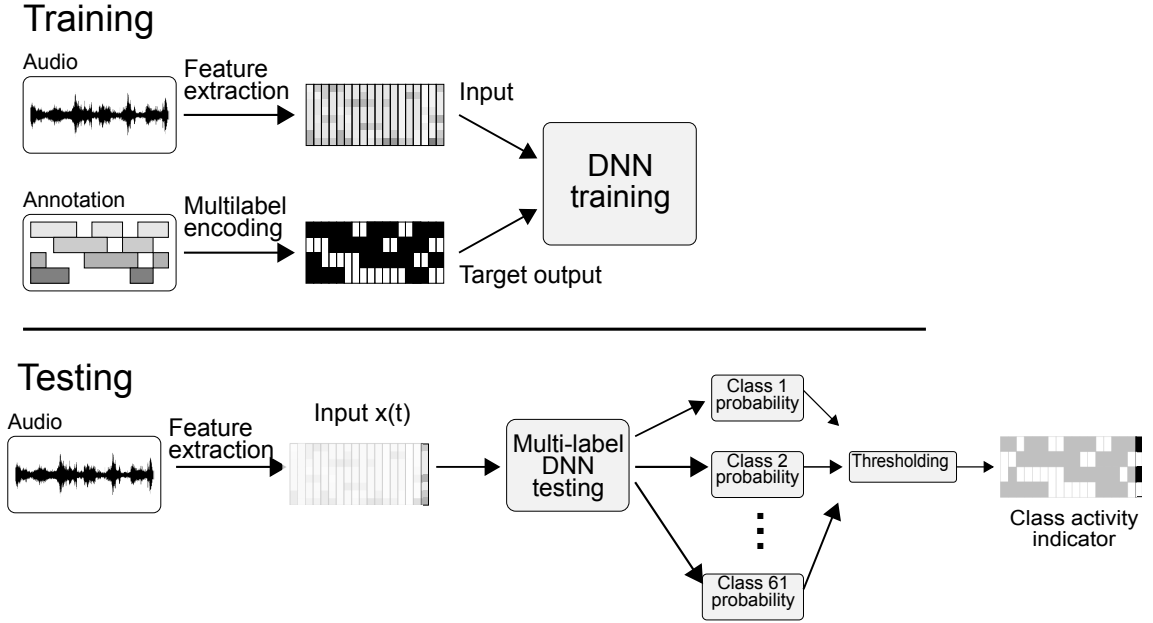 Training
Audio
Feature
extraction
Input
DNN
training
Annotation
Multilabel
encoding
Target output
Testing
Audio
Feature
extraction
Input x(t)
Multi-label
DNN
testing
Class 1
probability
Class 2
probability
Class 61
probability
Thresholding
Class activity
indicator